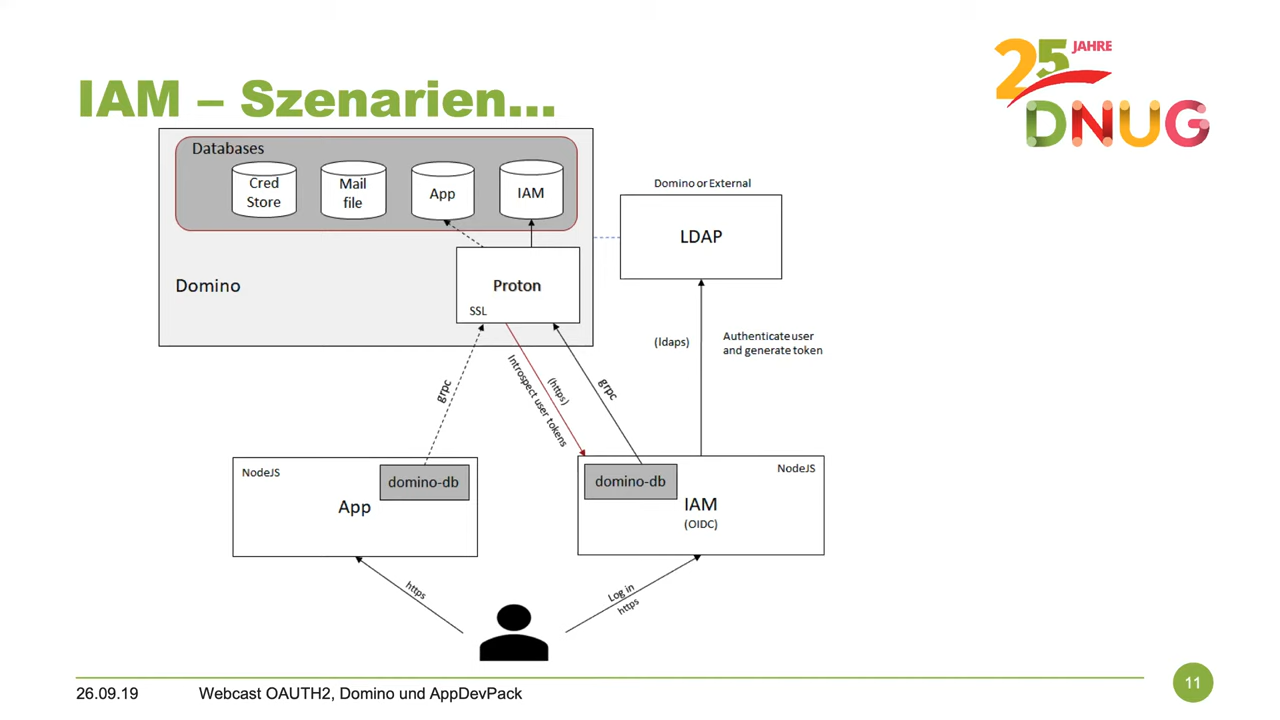 25 JAHRE
DNUG
IAM – Szenarien...
Databases
Cred
Store
Mail
file
App
IAM
Domino or External
LDAP
Proton
SSL
Domino
(ldaps)
Authenticate user
and generate token
grpc
(https)
Introspect user tokens
grpc
NodeJS
domino-db
App
domino-db
NodeJS
IAM
(OIDC)
https
Log in
https
26.09.19
Webcast OAUTH2, Domino und AppDevPack
11